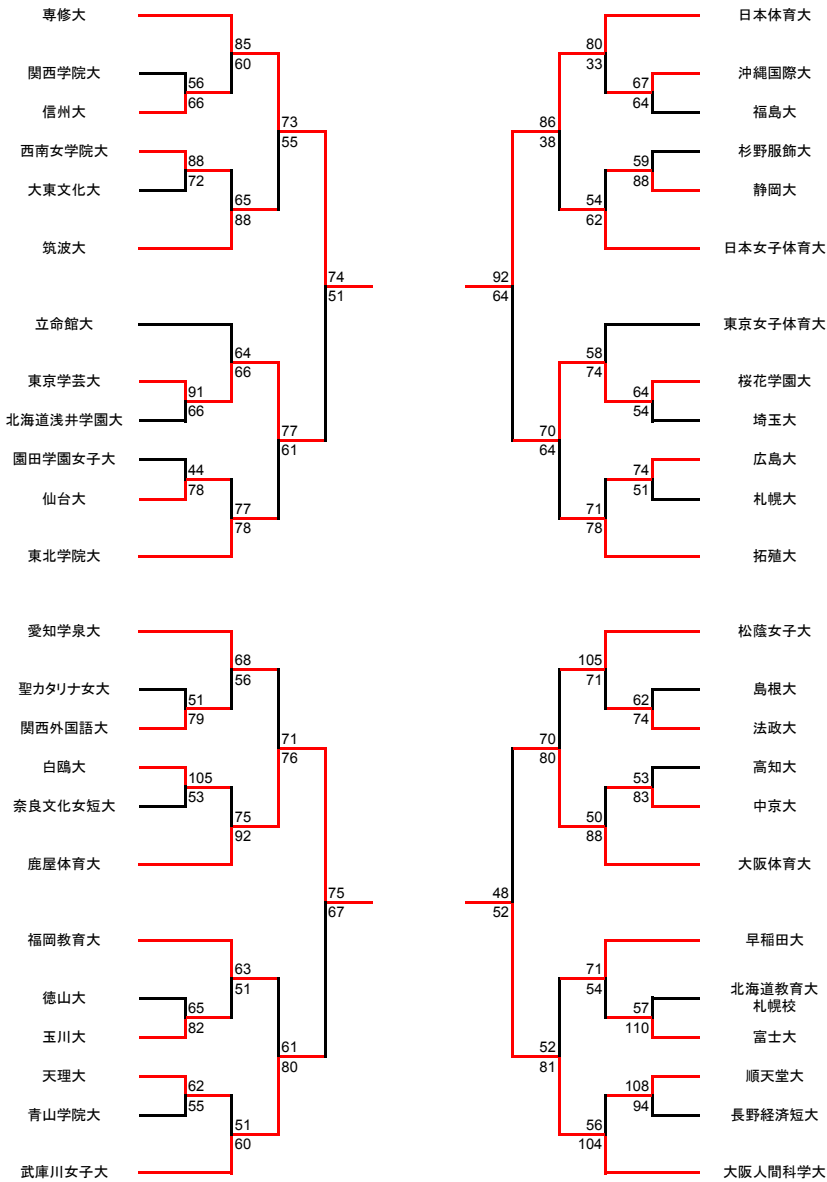 専修大
85
60
関西学院大
56
66
信州大
73
55
西南女学院大
88
72
大東文化大
65
88
筑波大
74
51
立命館大
64
66
東京学芸大
91
66
北海道浅井学園大
77
61
園田学園女子大
44
78
仙台大
77
78
東北学院大
日本体育大
80
33
沖縄国際大
67
64
福島大
86
38
杉野服飾大
59
88
静岡大
54
62
日本女子体育大
92
64
東京女子体育大
58
74
桜花学園大
64
54
埼玉大
70
64
広島大
74
51
札幌大
71
78
拓殖大
愛知学泉大
68
56
聖カタリナ女大
51
79
関西外国語大
71
76
白鴎大
105
53
奈良文化女短大
75
92
鹿屋体育大
75
67
福岡教育大
63
51
徳山大
65
82
玉川大
61
80
天理大
62
55
青山学院大
51
60
武庫川女子大
松蔭女子大
105
71
島根大
62
74
法政大
70
80
高知大
53
83
中京大
50
88
大阪体育大
48
52
早稲田大
71
54
北海道教育大
札幌校
57
110
富士大
52
81
順天堂大
108
94
長野経済短大
56
104
大阪人間科学大